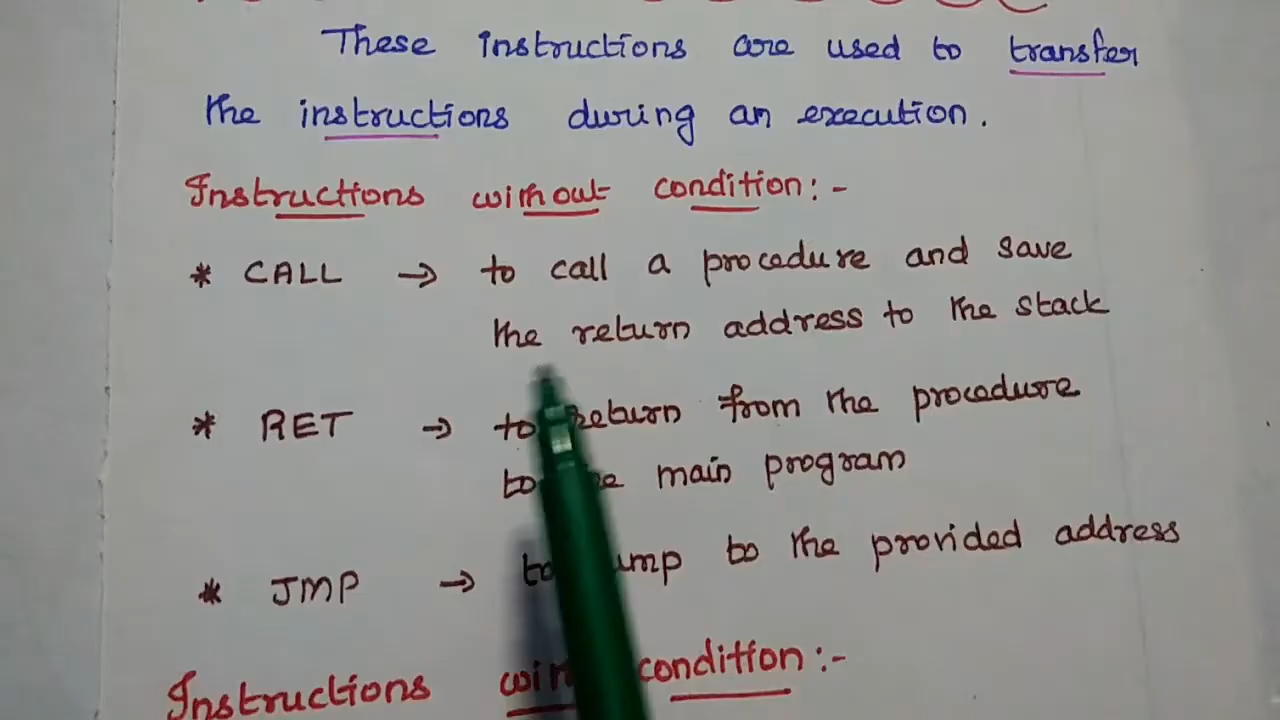 These instructions are used to transfer
the instructions during an execution.
Instructions without condition:-
* CALL → to call a procedure and save
the return address to the stack
* RET → to return from the procedure
to main program
* JMP → to the provided address
Instructions condition:-